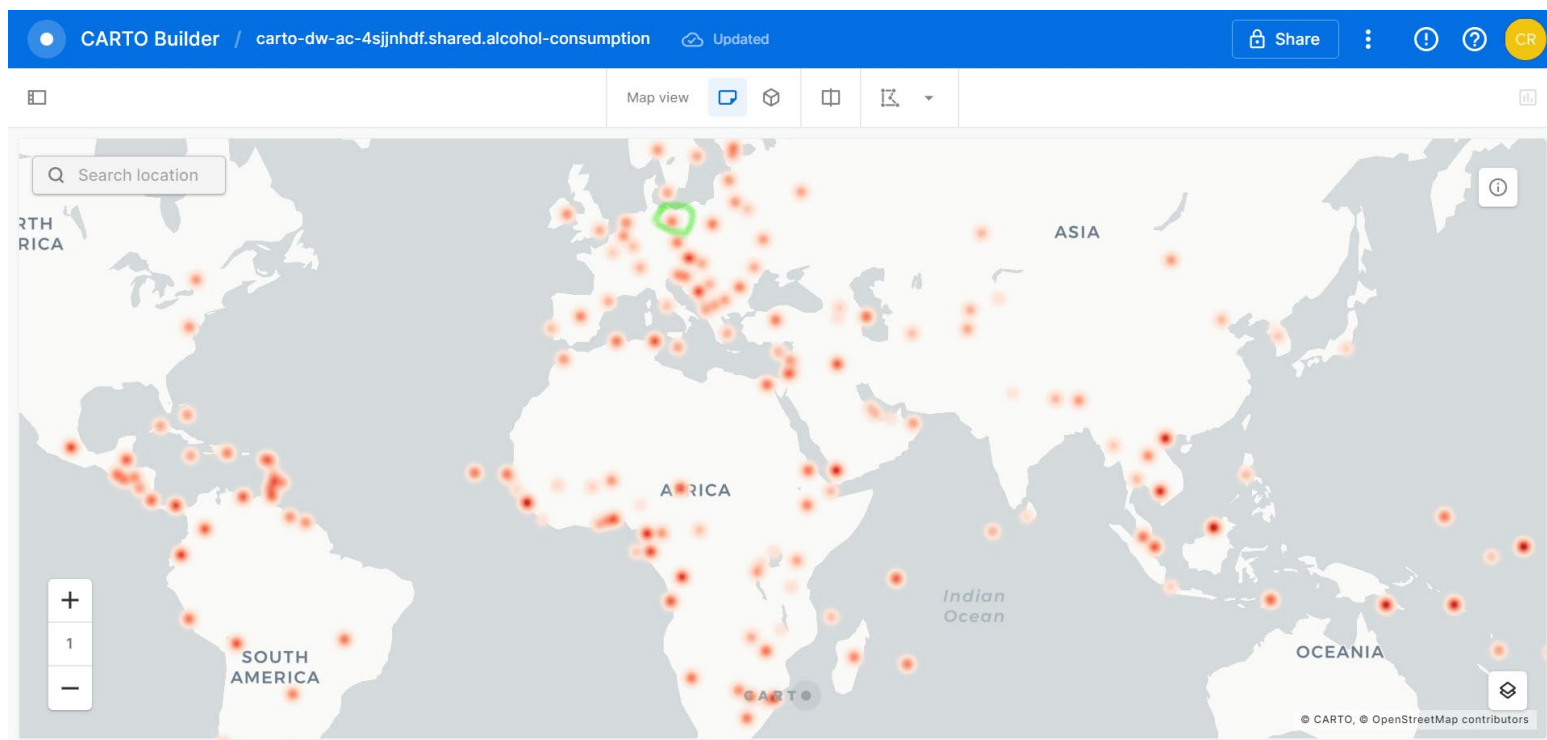 CARTO Builder / carto-dw-ac-4sjjnhdf.shared.alcohol-consumption Updated Share CR
Map view
Search location
RTH
RICA
ASIA
AFRICA
Indian
Ocean
SOUTH
AMERICA
OCEANIA
1
CARTO
© CARTO, © OpenStreetMap contributors